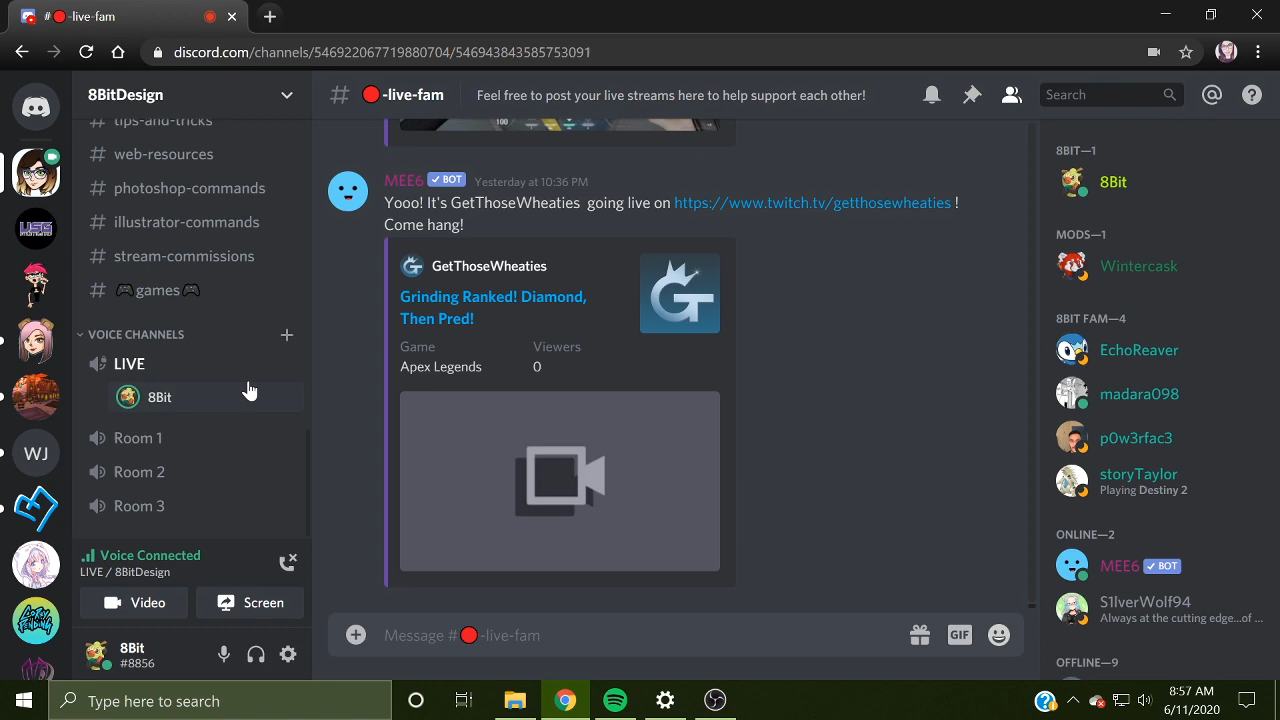 # 🔴-live-fam
discord.com/channels/546922067719880704/546943843585753091
8BitDesign
# 🔴-live-fam
Feel free to post your live streams here to help support each other!
Search
tips-and-tricks
# web-resources
# photoshop-commands
# illustrator-commands
# stream-commissions
# 🎮games🎮
VOICE CHANNELS
LIVE
8Bit
Room 1
Room 2
Room 3
Voice Connected
LIVE / 8BitDesign
Video
Screen
8Bit
#8856
WJ
USG
100
MEE6 ✓ BOT Yesterday at 10:36 PM
Yooo! It's GetThoseWheaties going live on https://www.twitch.tv/getthosewheaties !
Come hang!
GetThoseWheaties
Grinding Ranked! Diamond,
Then Pred!
Game Viewers
Apex Legends 0
Message # 🔴-live-fam
GIF
8BIT—1
8Bit
MODS—1
Wintercask
8BIT FAM—4
EchoReaver
madara098
p0w3rfac3
storyTaylor
Playing Destiny 2
ONLINE—2
MEE6 ✓ BOT
S1lverWolf94
Always at the cutting edge...of ...
OFFLINE—9
Type here to search
8:57 AM
6/11/2020